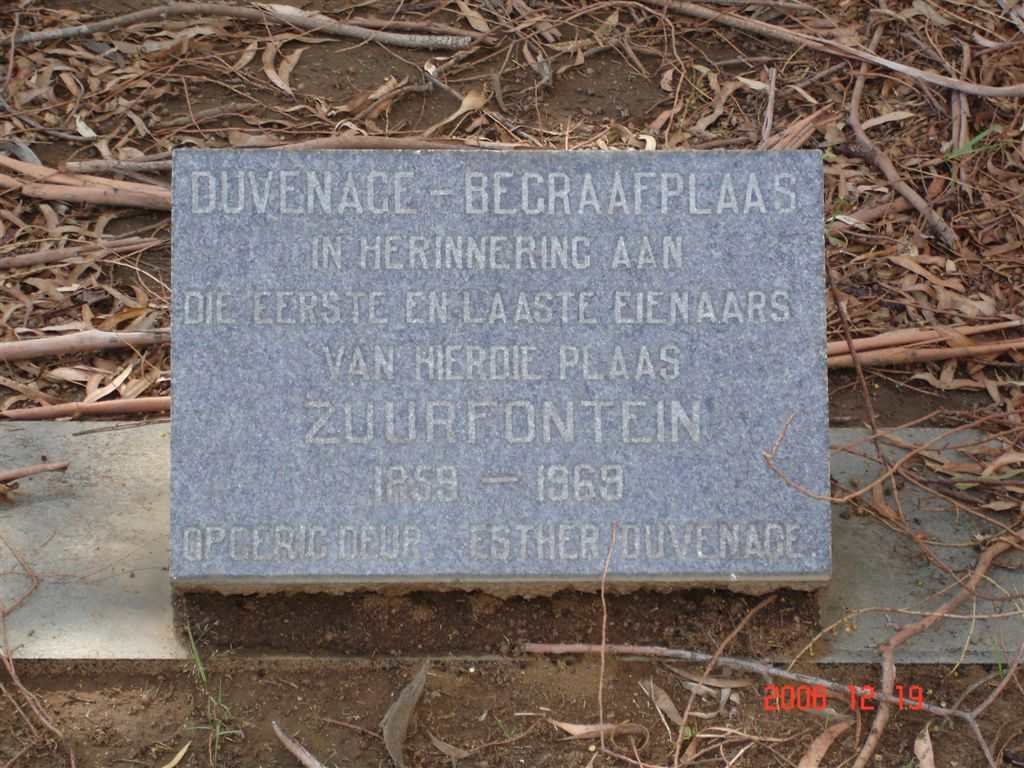 DUVENAGE - BEGRAAFPLAAS
IN HERINNERING AAN
DIE EERSTE EN LAASTE EIENAARS
VAN HIERDIE PLAAS
ZUURFONTEIN
1859 - 1969
OPGERIG DEUR. ESTHER DUVENAGE.
2006 12 19